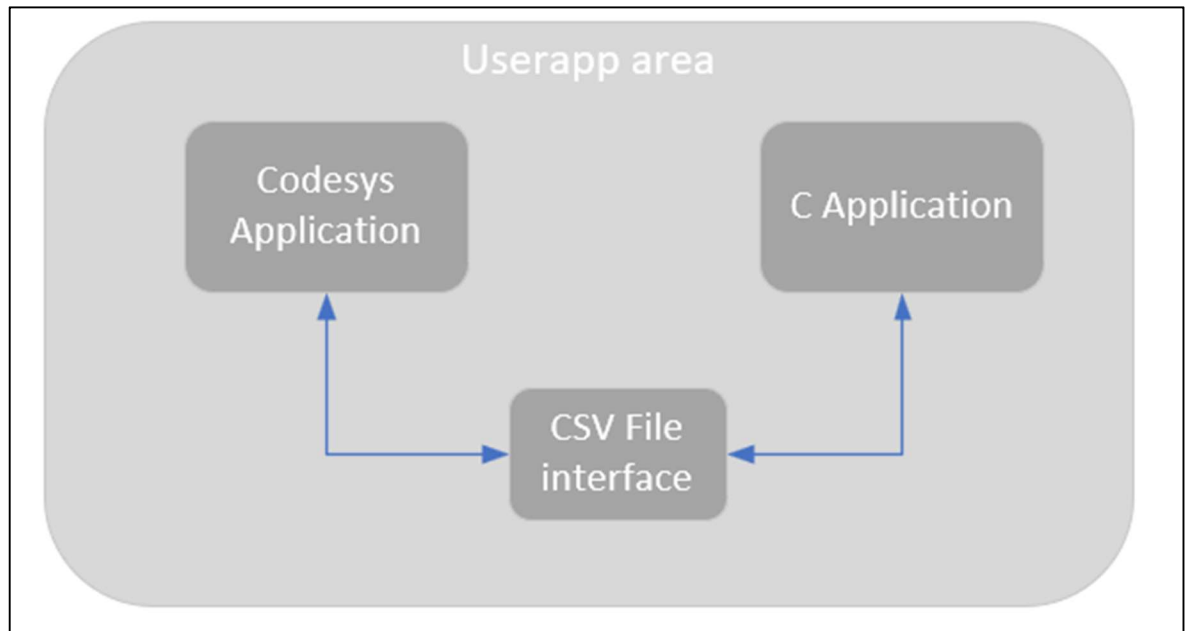 Userapp area
Codesys
Application
C Application
CSV File
interface